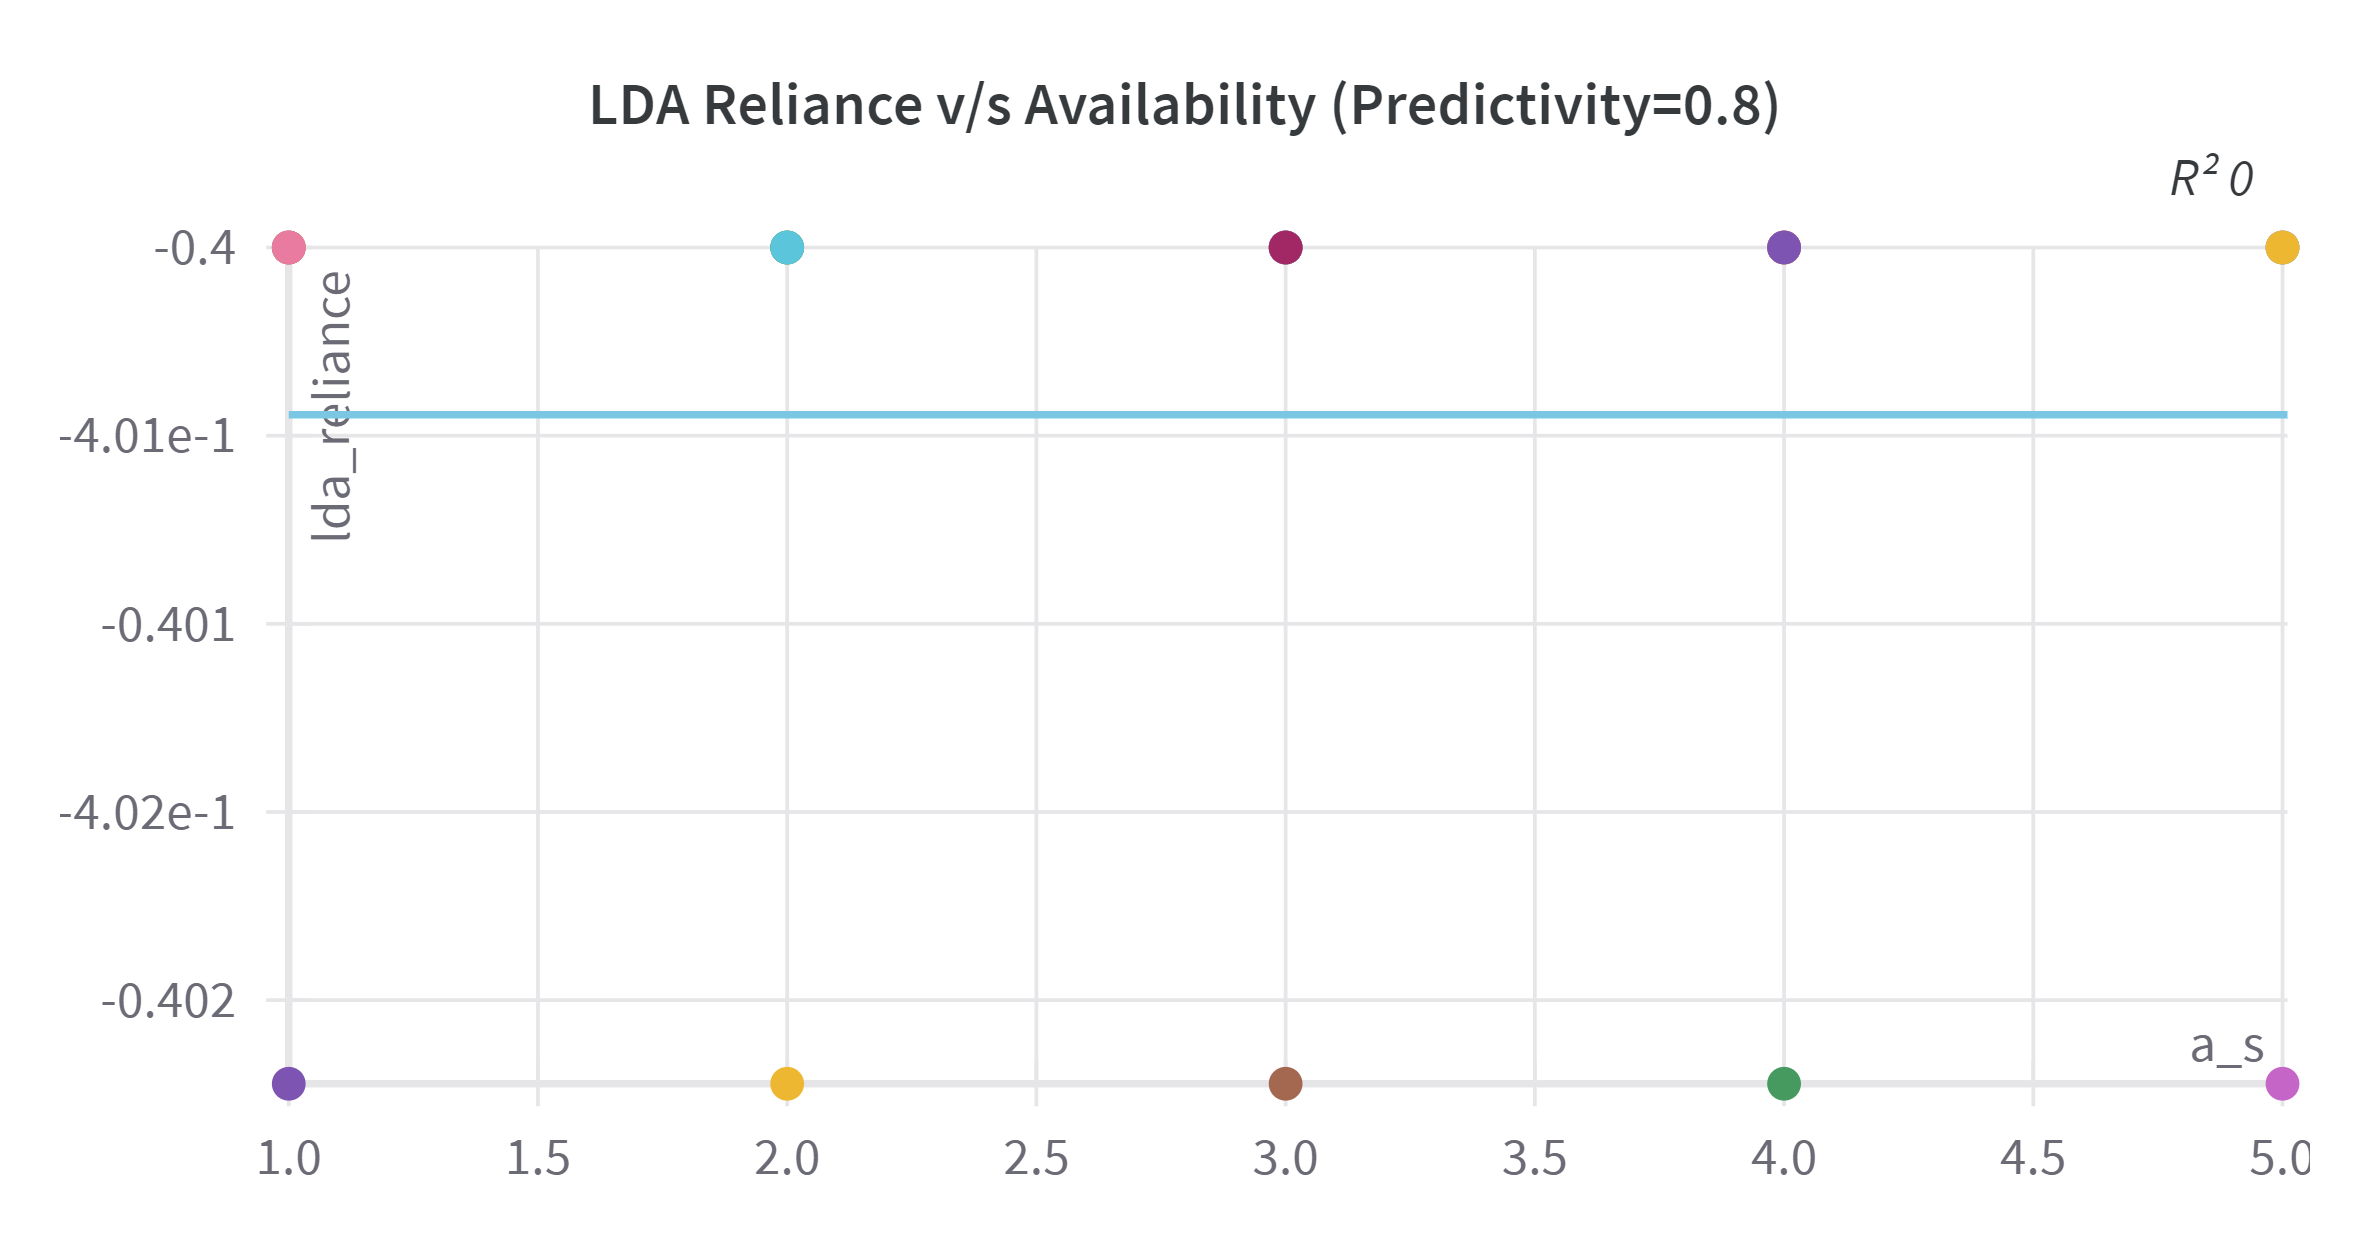 LDA Reliance v/s Availability (Predictivity=0.8)
R² 0
-0.4
-4.01e-1
-0.401
-4.02e-1
-0.402
lda_reliance
a_s
1.0 1.5 2.0 2.5 3.0 3.5 4.0 4.5 5.0